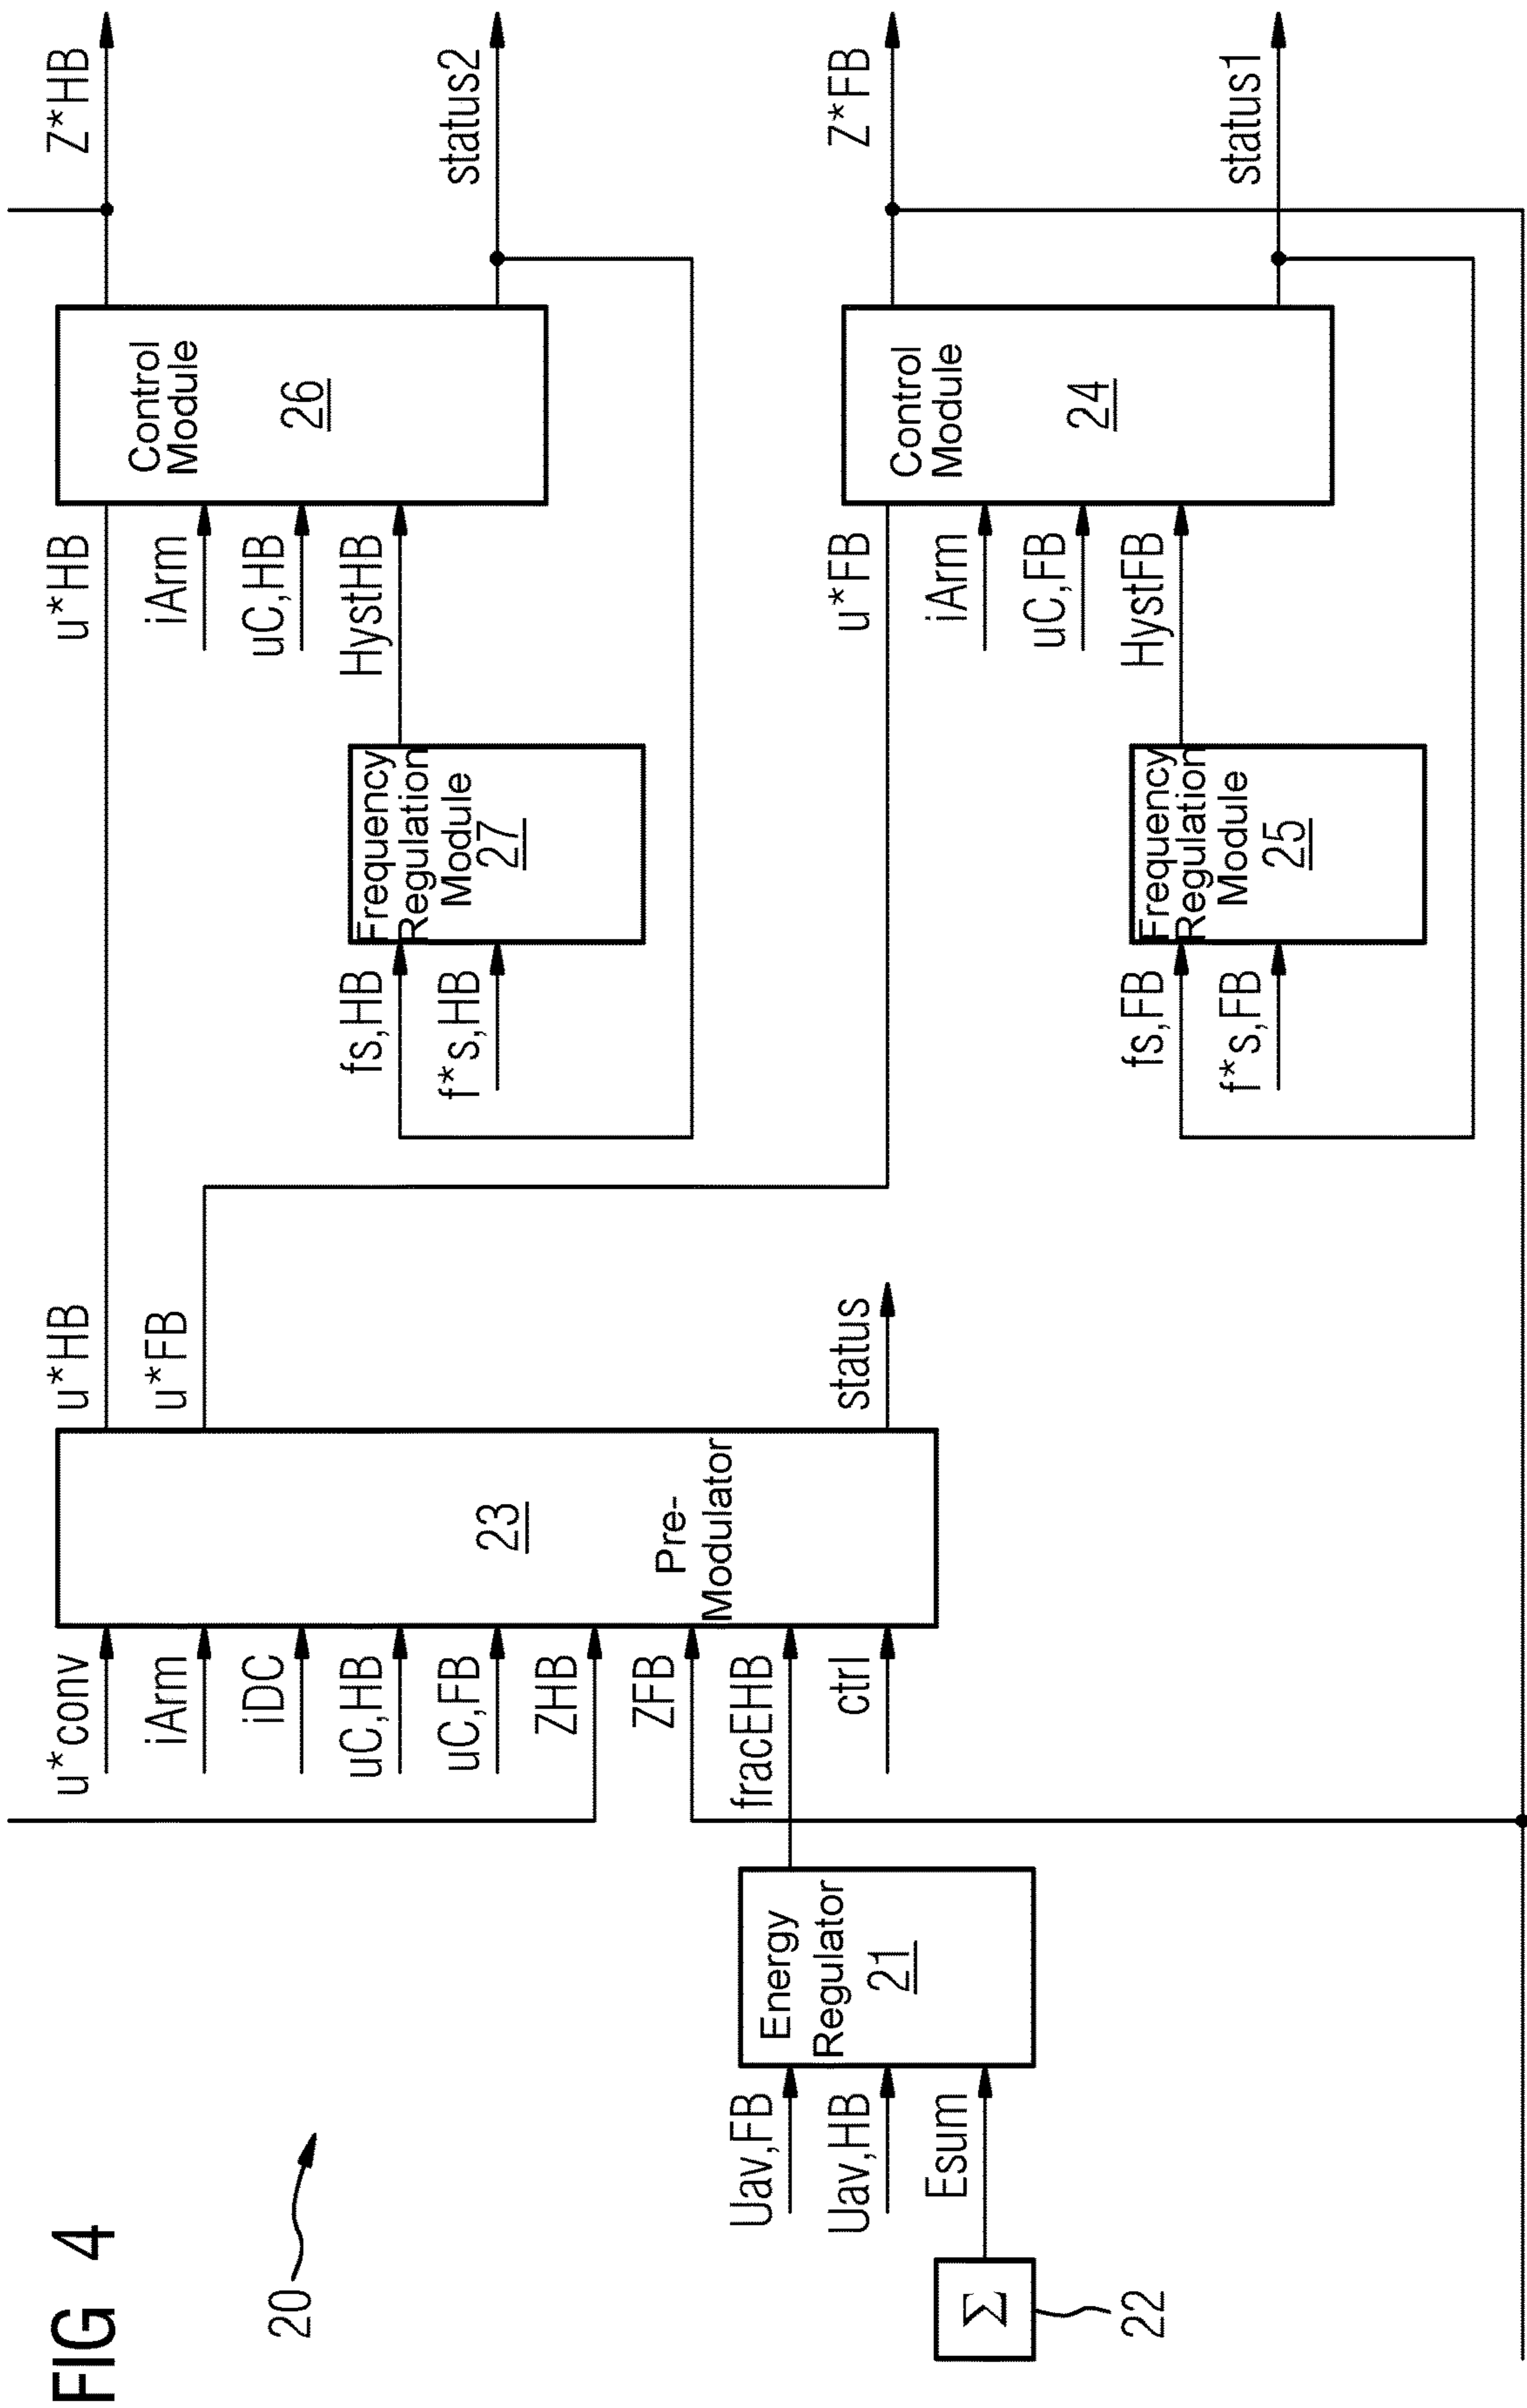 FIG 4
20
Σ
22
Uav,FB
Uav,HB
Esum
Energy
Regulator
21
u*conv
iArm
iDC
uC,HB
uC,FB
ZHB
ZFB
fracEHB
ctrl
23
Pre-
Modulator
u*HB
u*FB
status
fs,HB
f*s,HB
Frequency
Regulation
Module
27
u*HB
iArm
uC,HB
HystHB
Control
Module
26
Z*HB
status2
fs,FB
f*s,FB
Frequency
Regulation
Module
25
u*FB
iArm
uC,FB
HystFB
Control
Module
24
Z*FB
status1